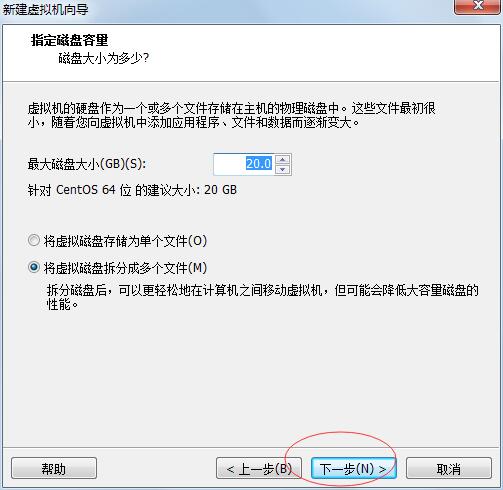 新建虚拟机向导
指定磁盘容量
磁盘大小为多少?
虚拟机的硬盘作为一个或多个文件存储在主机的物理磁盘中。这些文件最初很
小，随着您向虚拟机中添加应用程序、文件和数据而逐渐变大。
最大磁盘大小(GB)(S): 20.0
针对 CentOS 64 位 的建议大小: 20 GB
将虚拟磁盘存储为单个文件(O)
将虚拟磁盘拆分成多个文件(M)
拆分磁盘后，可以更轻松地在计算机之间移动虚拟机，但可能会降低大容量磁盘的
性能。
帮助 < 上一步(B) 下一步(N) > 取消